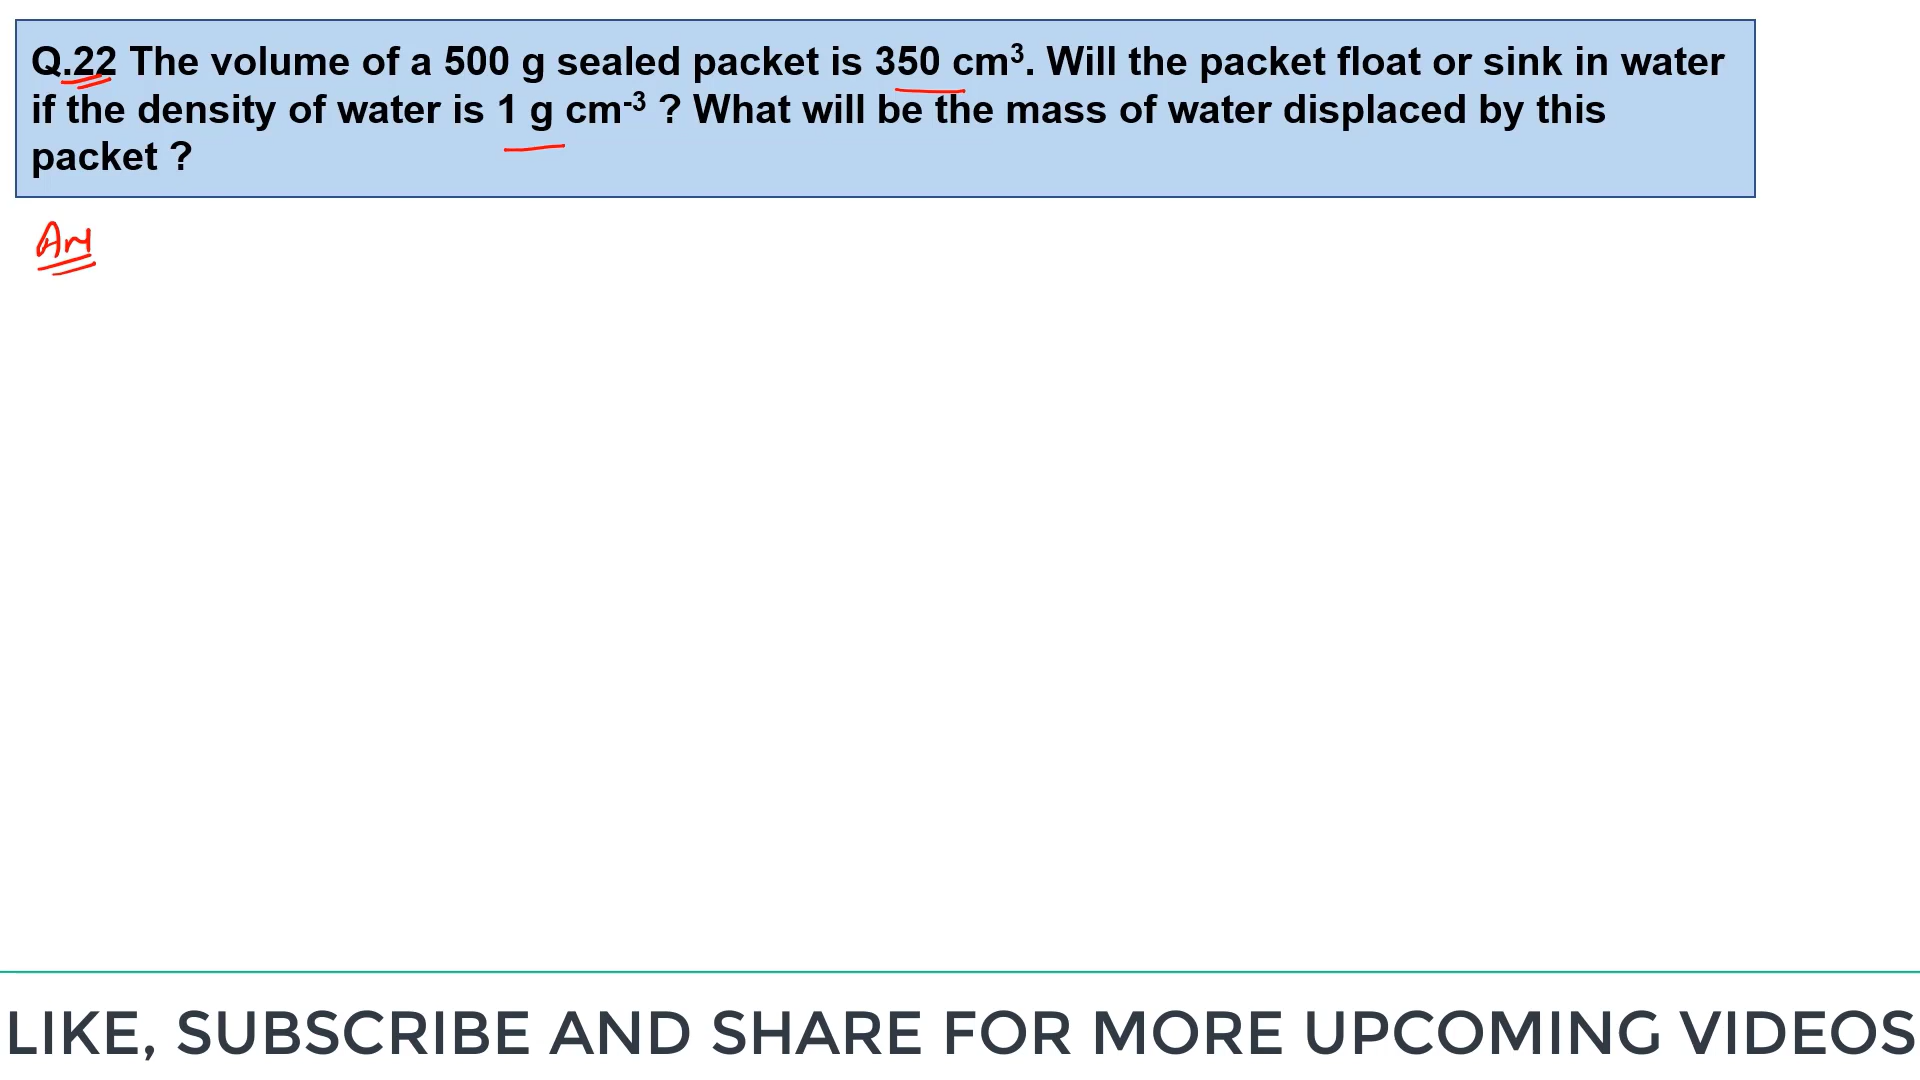 Q.22 The volume of a 500 g sealed packet is 350 cm³. Will the packet float or sink in water
if the density of water is 1 g cm⁻³ ? What will be the mass of water displaced by this
packet ?
Ans
LIKE, SUBSCRIBE AND SHARE FOR MORE UPCOMING VIDEOS